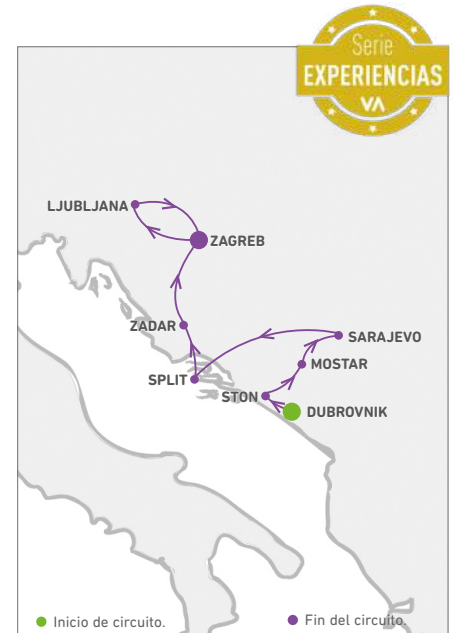 Serie
EXPERIENCIAS
VA
LJUBLJANA
ZAGREB
ZADAR
SARAJEVO
MOSTAR
SPLIT
STON
DUBROVNIK
Inicio de circuito.
Fin del circuito.